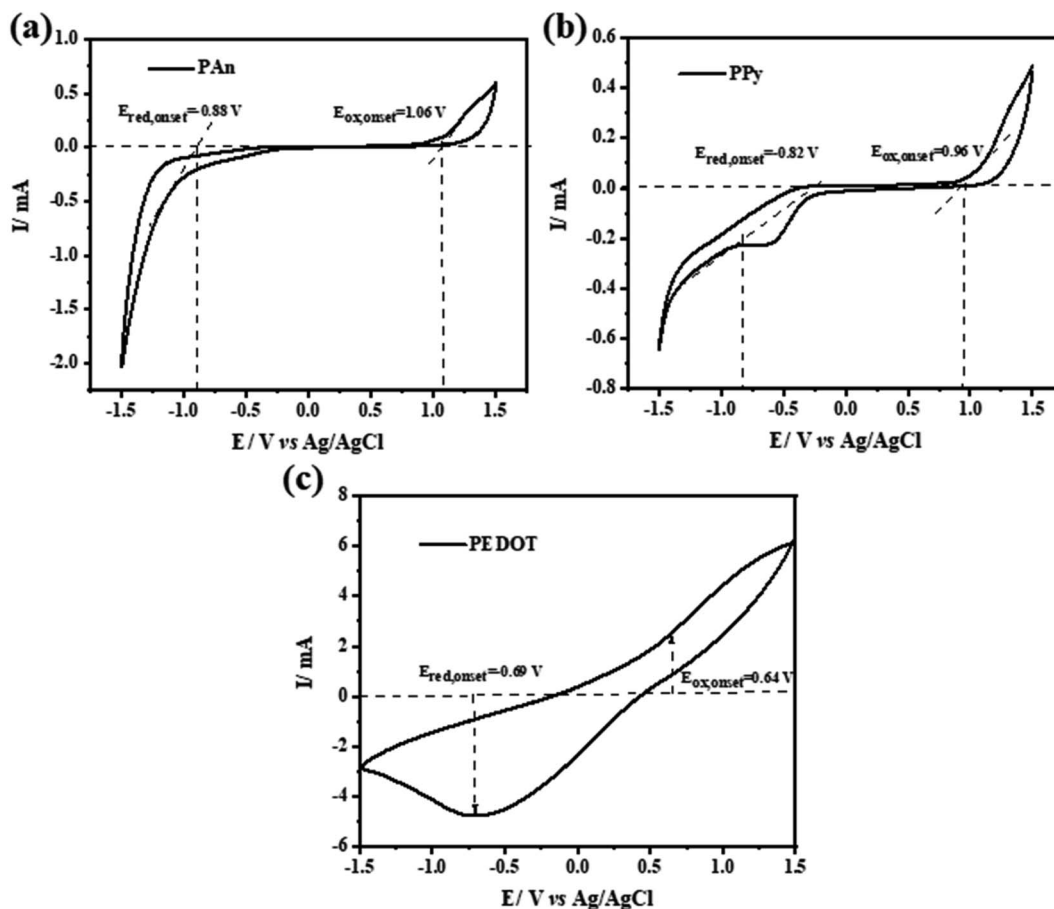 (a)
1.0
0.5
0.0
-0.5
-1.0
-1.5
-2.0
I/ mA
PAn
E_red,onset=-0.88 V
E_ox,onset=1.06 V
-1.5 -1.0 -0.5 0.0 0.5 1.0 1.5
E/ V vs Ag/AgCl
(b)
0.6
0.4
0.2
0.0
-0.2
-0.4
-0.6
-0.8
I/ mA
PPy
E_red,onset=-0.82 V
E_ox,onset=0.96 V
-1.5 -1.0 -0.5 0.0 0.5 1.0 1.5
E/ V vs Ag/AgCl
(c)
8
6
4
2
0
-2
-4
-6
I/ mA
PEDOT
E_red,onset=-0.69 V
E_ox,onset=0.64 V
-1.5 -1.0 -0.5 0.0 0.5 1.0 1.5
E/ V vs Ag/AgCl